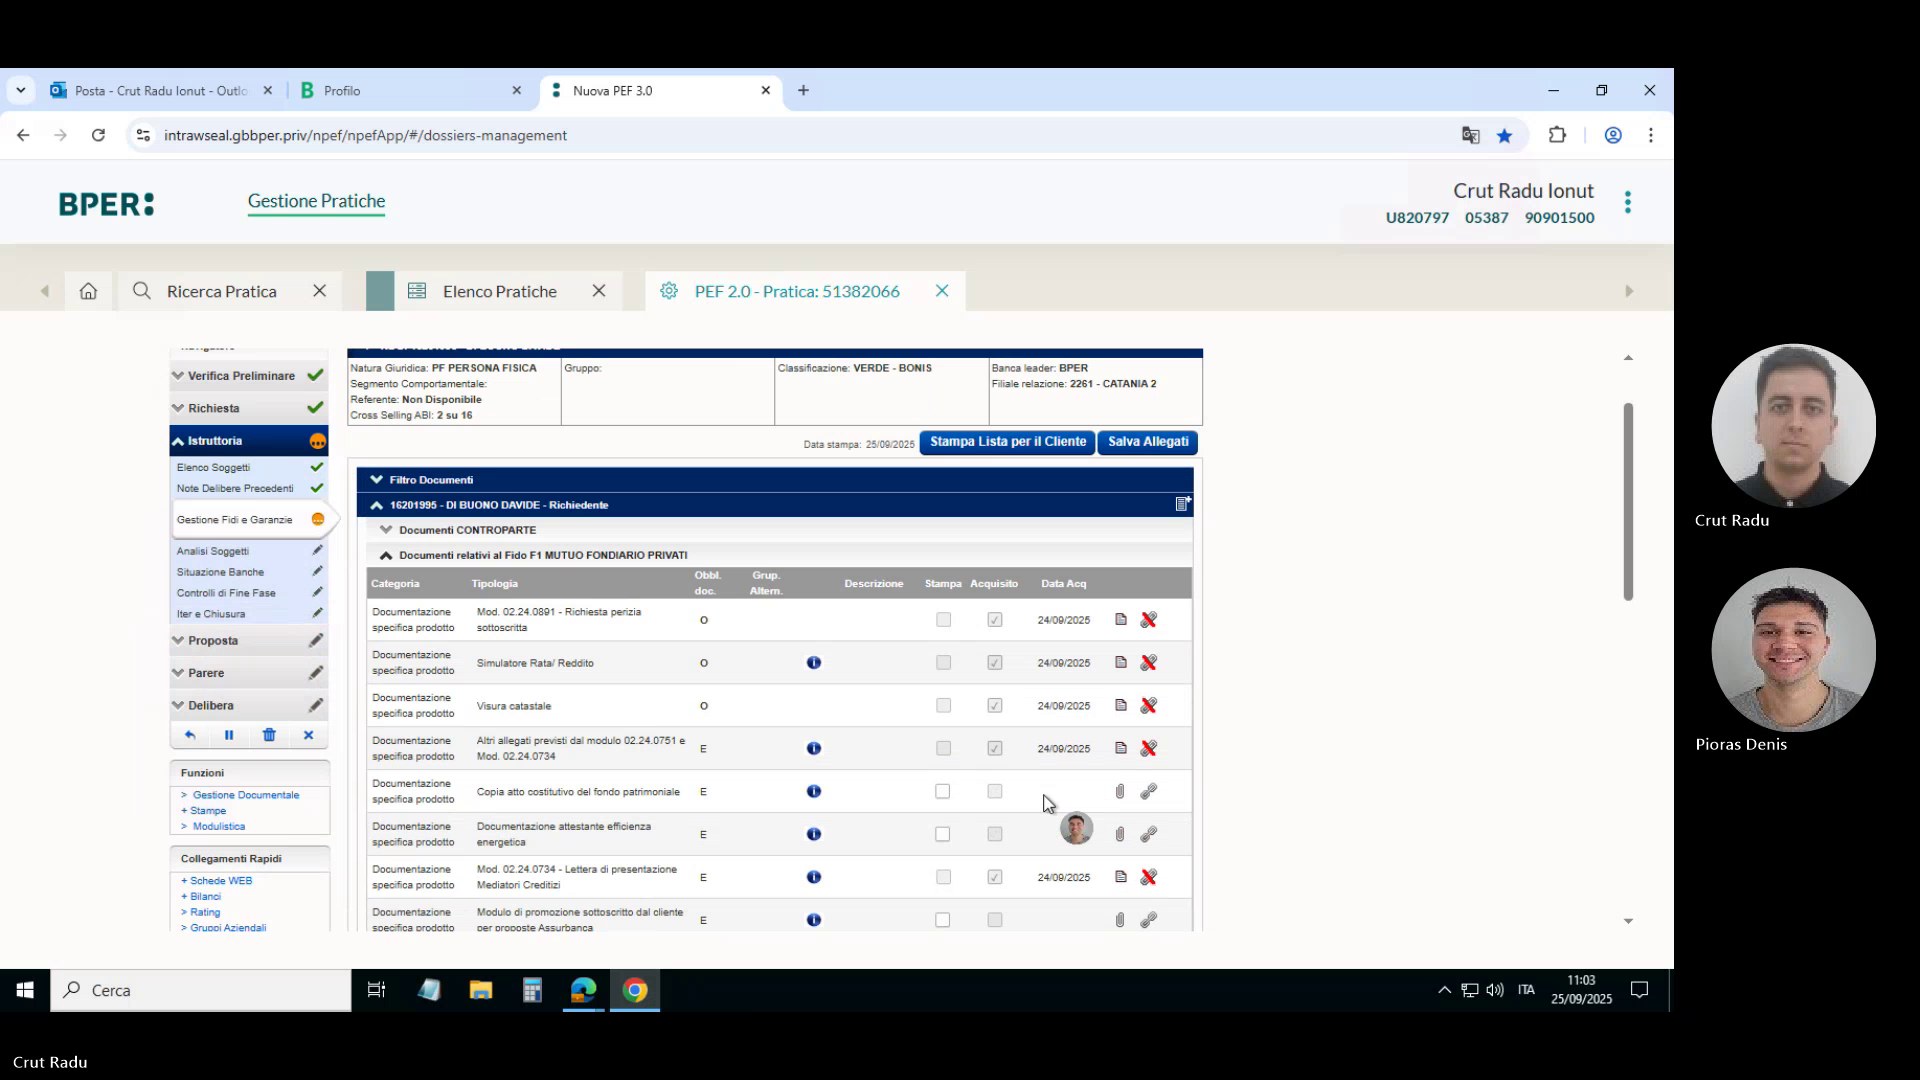 Posta - Crut Radu Ionut - Outlo
Profilo
Nuova PEF 3.0
intrawseal.gbbper.priv/npef/npefApp/#/dossiers-management
BPER:
Gestione Pratiche
Crut Radu Ionut
U820797 05387 90901500
Ricerca Pratica
Elenco Pratiche
PEF 2.0 - Pratica: 51382066
Verifica Preliminare
Richiesta
Istruttoria
Elenco Soggetti
Note Delibere Precedenti
Gestione Fidi e Garanzie
Analisi Soggetti
Situazione Banche
Controlli di Fine Fase
Iter e Chiusura
Proposta
Parere
Delibera
Funzioni
> Gestione Documentale
+ Stampe
> Modulistica
Collegamenti Rapidi
+ Schede WEB
+ Bilanci
> Rating
> Gruppi Aziendali
Natura Giuridica: PF PERSONA FISICA
Segmento Comportamentale:
Referente: Non Disponibile
Cross Selling ABI: 2 su 16
Gruppo:
Classificazione: VERDE - BONIS
Banca leader: BPER
Filiale relazione: 2261 - CATANIA 2
Data stampa: 25/09/2025
Stampa Lista per il Cliente
Salva Allegati
Filtro Documenti
16201995 - DI BUONO DAVIDE - Richiedente
Documenti CONTROPARTE
Documenti relativi al Fido F1 MUTUO FONDIARIO PRIVATI
Categoria Tipologia Obbl. doc. Grup. Altern. Descrizione Stampa Acquisito Data Acq
Documentazione specifica prodotto Mod. 02.24.0891 - Richiesta perizia sottoscritta O 24/09/2025
Documentazione specifica prodotto Simulatore Rata/ Reddito O 24/09/2025
Documentazione specifica prodotto Visura catastale O 24/09/2025
Documentazione specifica prodotto Altri allegati previsti dal modulo 02.24.0751 e Mod. 02.24.0734 E 24/09/2025
Documentazione specifica prodotto Copia atto costitutivo del fondo patrimoniale E
Documentazione specifica prodotto Documentazione attestante efficienza energetica E
Documentazione specifica prodotto Mod. 02.24.0734 - Lettera di presentazione Mediatori Creditizi E 24/09/2025
Documentazione specifica prodotto Modulo di promozione sottoscritto dal cliente per proposte Assurbanca E
Cerca
ITA
11:03
25/09/2025
Crut Radu
Pioras Denis
Crut Radu